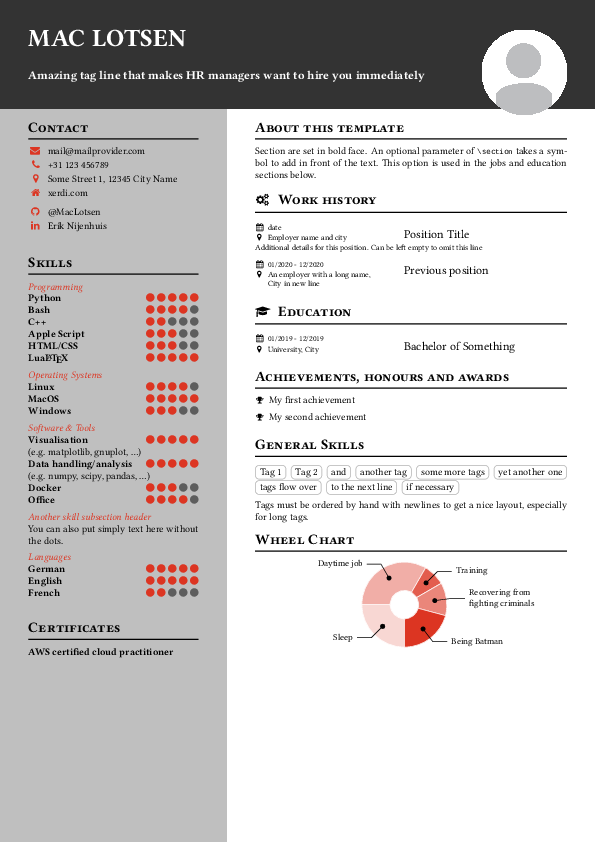 MAC LOTSEN
Amazing tag line that makes HR managers want to hire you immediately
Contact
mail@mailprovider.com
+31 123 456789
Some Street 1, 12345 City Name
xerdi.com
@MacLotsen
Erik Nijenhuis
Skills
Programming
Python
Bash
C++
Apple Script
HTML/CSS
LuaLaTeX
Operating Systems
Linux
MacOS
Windows
Software & Tools
Visualisation
(e.g. matplotlib, gnuplot, ...)
Data handling/analysis
(e.g. numpy, scipy, pandas, ...)
Docker
Office
Another skill subsection header
You can also put simply text here without
the dots.
Languages
German
English
French
Certificates
AWS certified cloud practitioner
About this template
Section are set in bold face. An optional parameter of \section takes a sym-
bol to add in front of the text. This option is used in the jobs and education
sections below.
Work history
date
Employer name and city
Position Title
Additional details for this position. Can be left empty to omit this line
01/2020 - 12/2020
An employer with a long name,
City in new line
Previous position
Education
01/2019 - 12/2019
University, City
Bachelor of Something
Achievements, honours and awards
My first achievement
My second achievement
General Skills
Tag 1 Tag 2 and another tag some more tags yet another one
tags flow over to the next line if necessary
Tags must be ordered by hand with newlines to get a nice layout, especially
for long tags.
Wheel Chart
Daytime job
Training
Recovering from
fighting criminals
Sleep
Being Batman